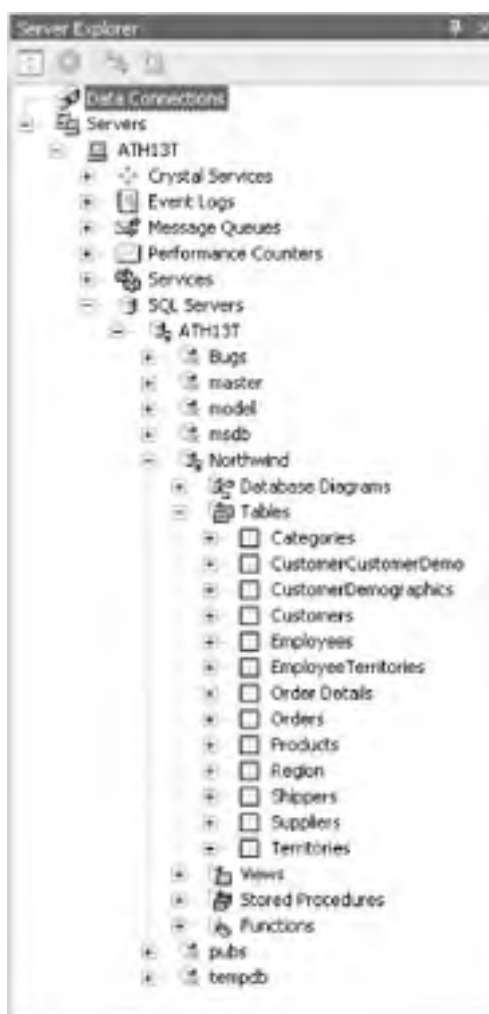 Server Explorer
Data Connections
Servers
ATH13T
Crystal Services
Event Logs
Message Queues
Performance Counters
Services
SQL Servers
ATH13T
Bugs
master
model
msdb
Northwind
Database Diagrams
Tables
Categories
CustomerCustomerDemo
CustomerDemographics
Customers
Employees
EmployeeTerritories
Order Details
Orders
Products
Region
Shippers
Suppliers
Territories
Views
Stored Procedures
Functions
pubs
tempdb